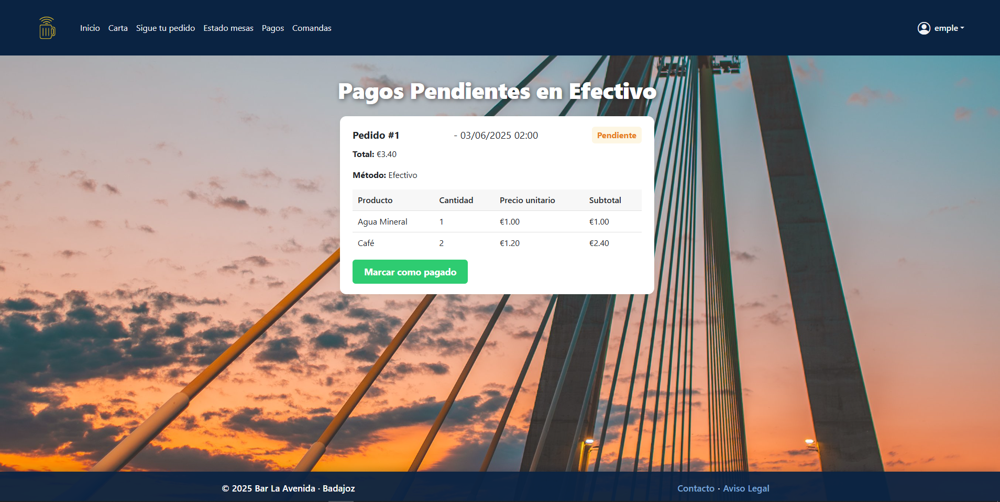 Inicio Carta Sigue tu pedido Estado mesas Pagos Comandas emple
Pagos Pendientes en Efectivo
Pedido #1 - 03/06/2025 02:00 Pendiente
Total: €3.40
Método: Efectivo
Producto Cantidad Precio unitario Subtotal
Agua Mineral 1 €1.00 €1.00
Café 2 €1.20 €2.40
Marcar como pagado
© 2025 Bar La Avenida · Badajoz Contacto · Aviso Legal